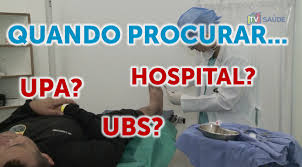 TV SAÚDE
QUANDO PROCURAR...
UPA?
HOSPITAL?
UBS?